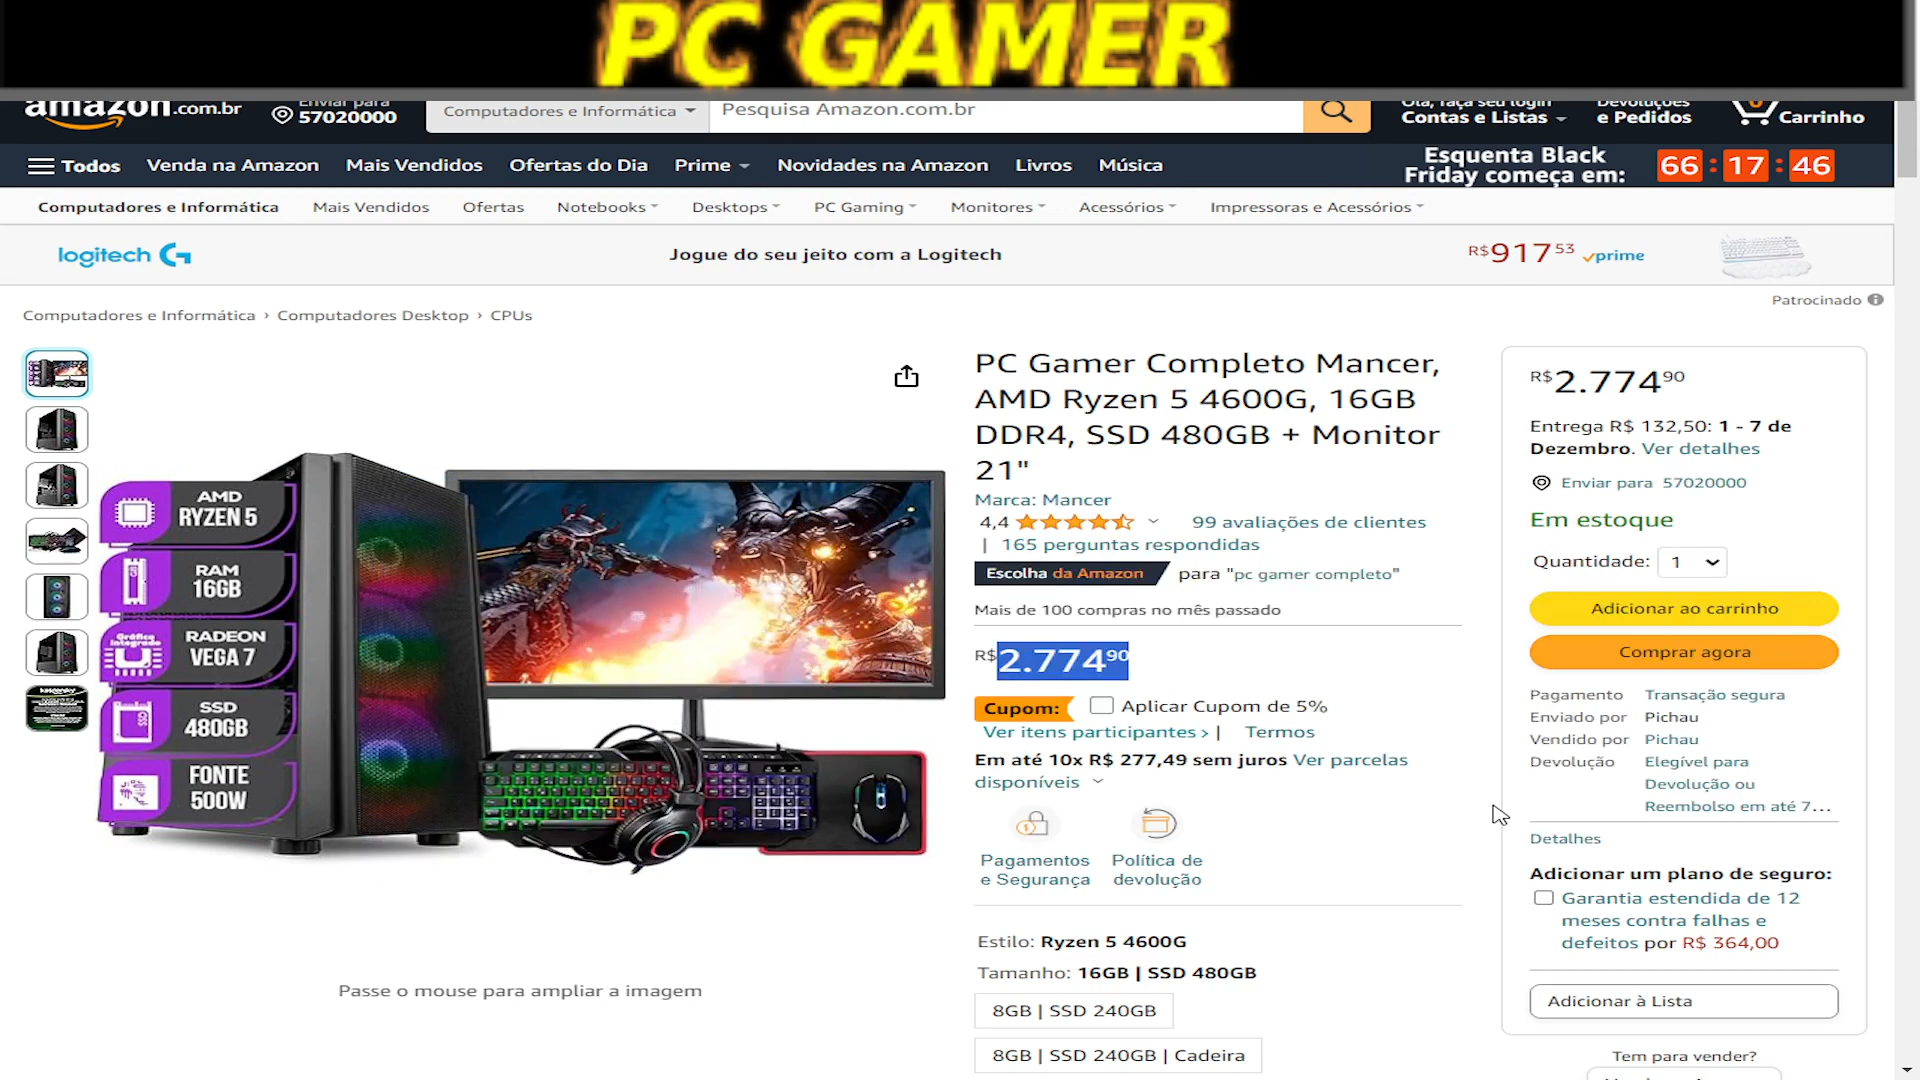 PC GAMER
amazon.com.br
Enviar para
57020000
Computadores e Informática
Pesquisa Amazon.com.br
Olá, faça seu login
Contas e Listas
Devoluções
e Pedidos
0
Carrinho
Todos
Venda na Amazon
Mais Vendidos
Ofertas do Dia
Prime
Novidades na Amazon
Livros
Música
Esquenta Black
Friday começa em:
66 : 17 : 46
Computadores e Informática
Mais Vendidos
Ofertas
Notebooks
Desktops
PC Gaming
Monitores
Acessórios
Impressoras e Acessórios
logitech G
Jogue do seu jeito com a Logitech
R$917 53
prime
Patrocinado
Computadores e Informática › Computadores Desktop › CPUs
AMD
RYZEN 5
RAM
16GB
Gráfico
Integrado
RADEON
VEGA 7
SSD
SSD
480GB
FONTE
500W
Passe o mouse para ampliar a imagem
PC Gamer Completo Mancer,
AMD Ryzen 5 4600G, 16GB
DDR4, SSD 480GB + Monitor
21"
Marca: Mancer
4,4
99 avaliações de clientes
| 165 perguntas respondidas
Escolha da Amazon para "pc gamer completo"
Mais de 100 compras no mês passado
R$2.774 90
Cupom:
Aplicar Cupom de 5%
Ver itens participantes › | Termos
Em até 10x R$ 277,49 sem juros Ver parcelas
disponíveis
Pagamentos
e Segurança
Política de
devolução
Estilo: Ryzen 5 4600G
Tamanho: 16GB | SSD 480GB
8GB | SSD 240GB
8GB | SSD 240GB | Cadeira
R$2.774 90
Entrega R$ 132,50: 1 - 7 de
Dezembro. Ver detalhes
Enviar para 57020000
Em estoque
Quantidade: 1
Adicionar ao carrinho
Comprar agora
Pagamento Transação segura
Enviado por Pichau
Vendido por Pichau
Devolução Elegível para
Devolução ou
Reembolso em até 7...
Detalhes
Adicionar um plano de seguro:
Garantia estendida de 12
meses contra falhas e
defeitos por R$ 364,00
Adicionar à Lista
Tem para vender?